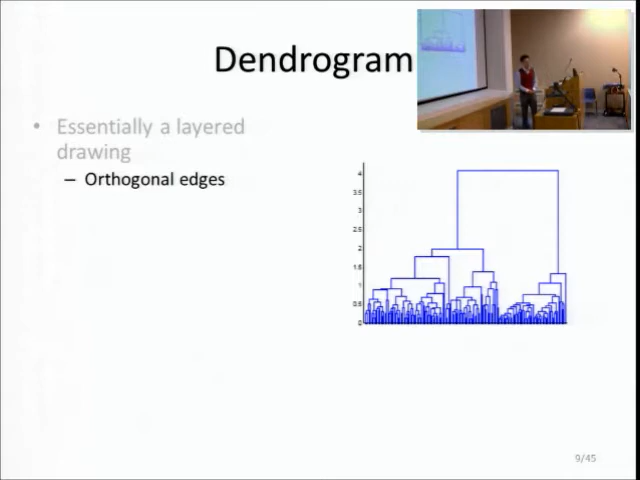 Dendrogram
• Essentially a layered
drawing
– Orthogonal edges
4
3.5
3
2.5
2
1.5
1
0.5
0
9/45